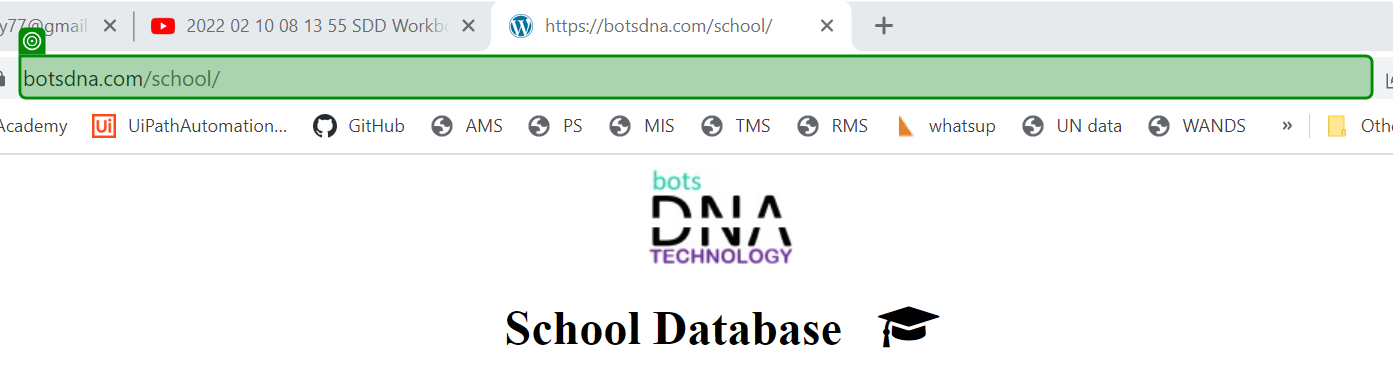 y77@gmail. 2022 02 10 08 13 55 SDD Workb https://botsdna.com/school/
botsdna.com/school/
Academy Ui UiPathAutomation... GitHub AMS PS MIS TMS RMS whatsup UN data WANDS » Othe
bots
DNA
TECHNOLOGY
School Database